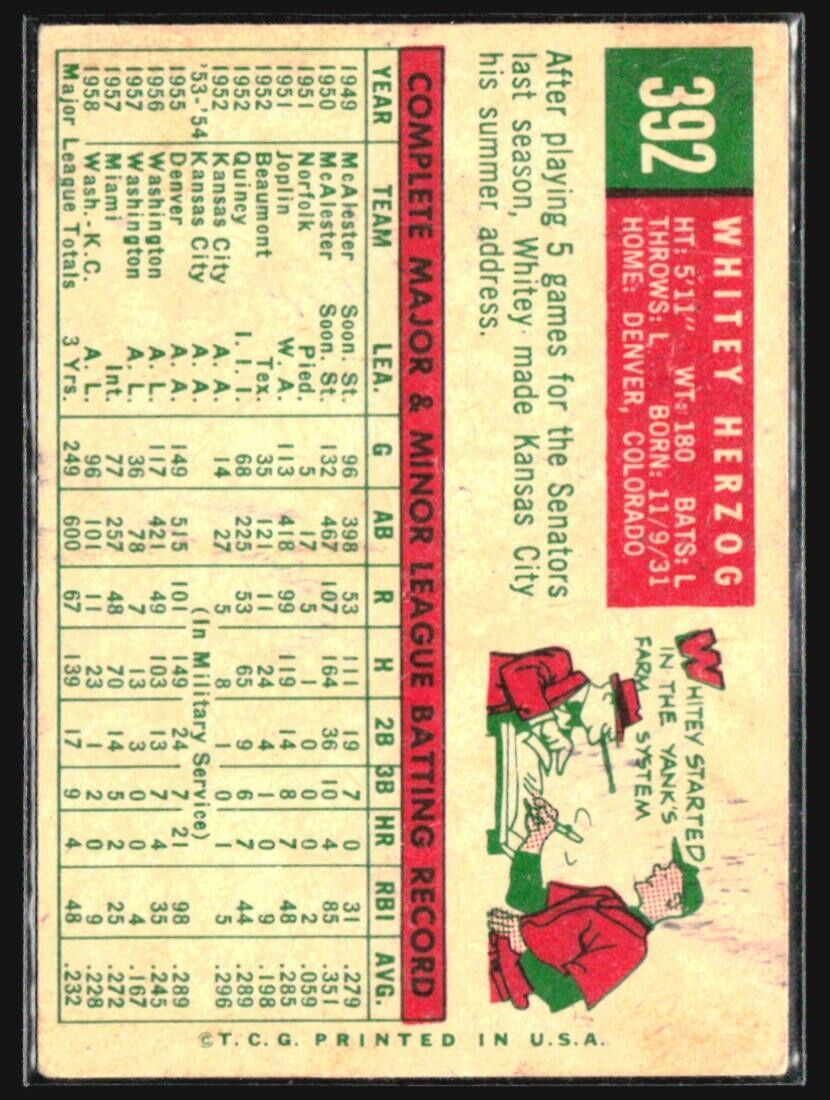 392
WHITEY HERZOG
HT: 5'11" WT: 180 BATS: L
THROWS: L BORN: 11/9/31
HOME: DENVER, COLORADO
WHITEY STARTED
IN THE YANK'S
FARM SYSTEM
After playing 5 games for the Senators
last season, Whitey made Kansas City
his summer address.
COMPLETE MAJOR & MINOR LEAGUE BATTING RECORD
YEAR TEAM LEA. G AB R H 2B 3B HR RBI AVG.
1949 McAlester Soon. St. 96 398 53 111 19 7 0 31 .279
1950 McAlester Soon. St. 132 467 107 164 36 10 4 85 .351
1951 Norfolk Pied. 5 17 5 1 0 0 0 2 .059
1951 Joplin W. A. 113 418 99 119 14 8 7 48 .285
1952 Beaumont Tex. 35 121 11 24 4 1 0 9 .198
1952 Quincy I. I. I. 68 225 53 65 9 6 7 44 .289
1952 Kansas City A. A. 14 27 5 8 1 0 1 5 .296
'53-'54 Kansas City A. A. (In Military Service)
1955 Denver A. A. 149 515 101 149 24 7 21 98 .289
1956 Washington A. L. 117 421 49 103 13 7 4 35 .245
1957 Washington A. L. 36 78 7 13 3 0 0 4 .167
1957 Miami Int. 77 257 48 70 14 5 2 25 .272
1958 Wash.-K.C. A. L. 96 101 11 23 1 2 0 9 .228
Major League Totals 3 Yrs. 249 600 67 139 17 9 4 48 .232
©T.C.G. PRINTED IN U.S.A.